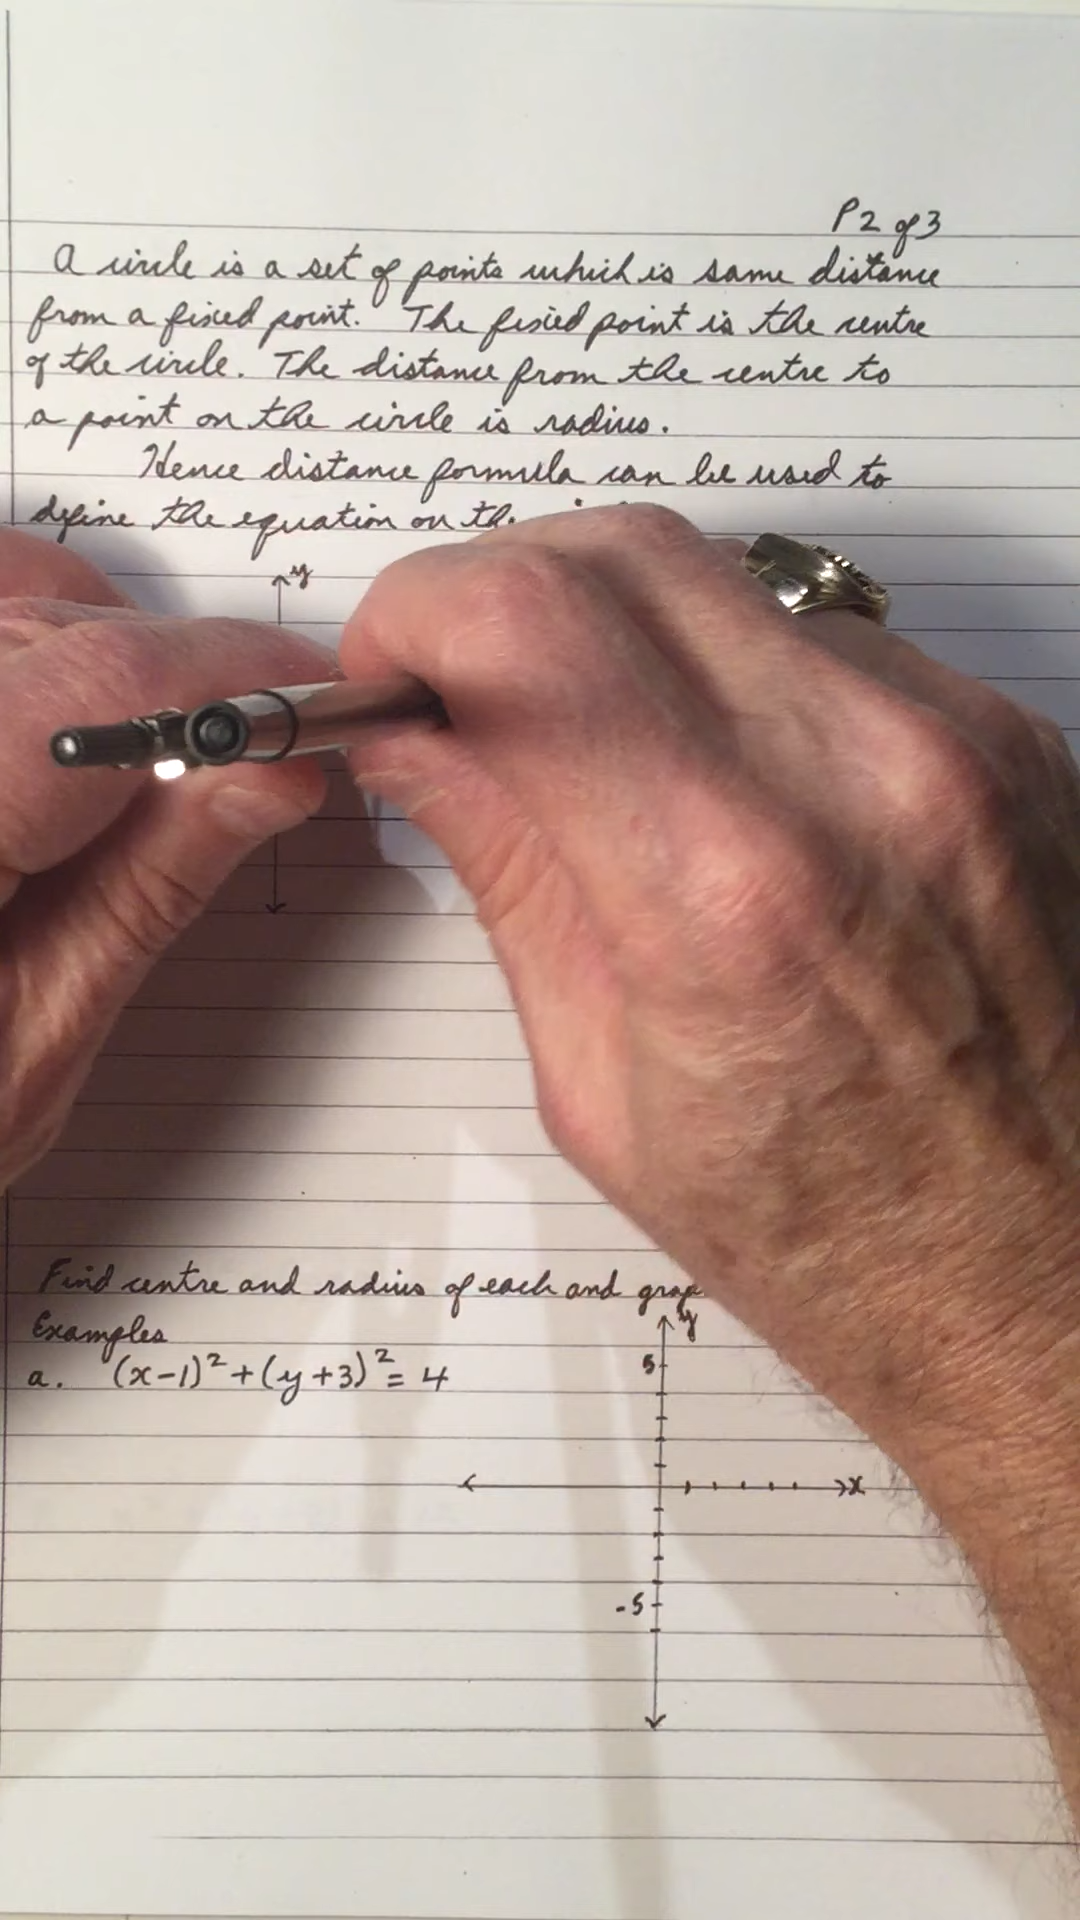 P2 of 3
A circle is a set of points which is same distance
from a fixed point. The fixed point is the centre
of the circle. The distance from the centre to
a point on the circle is radius.
Hence distance formula can be used to
define the equation on the
y
Find centre and radius of each and
Examples
y
5
a. (x-1)² + (y+3)² = 4
x
-5